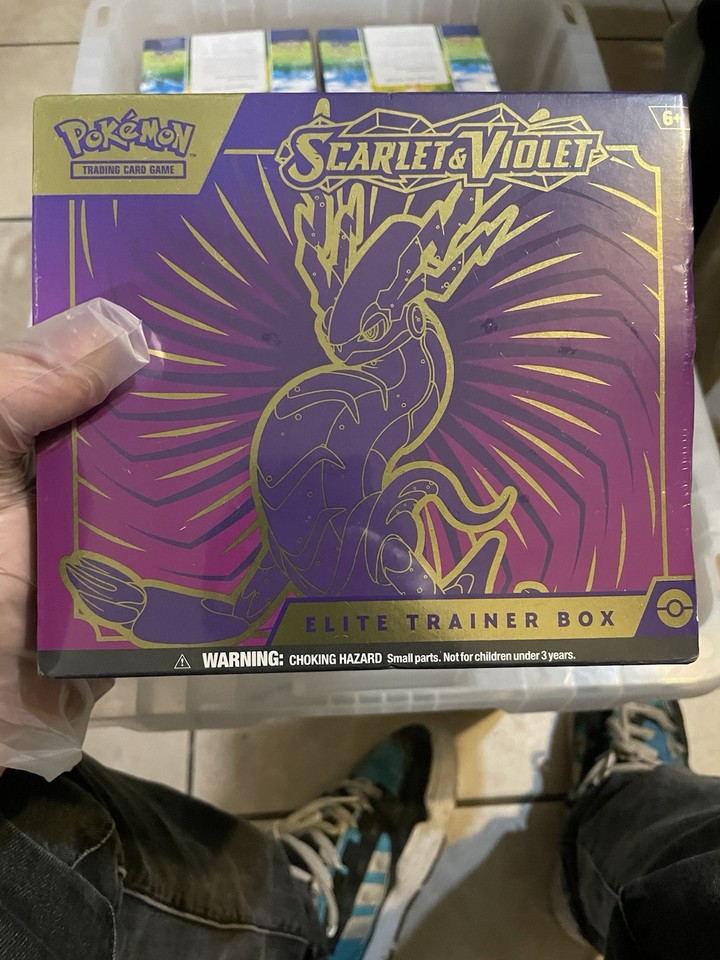 POKéMON
TRADING CARD GAME
SCARLET & VIOLET
6+
ELITE TRAINER BOX
WARNING: CHOKING HAZARD Small parts. Not for children under 3 years.